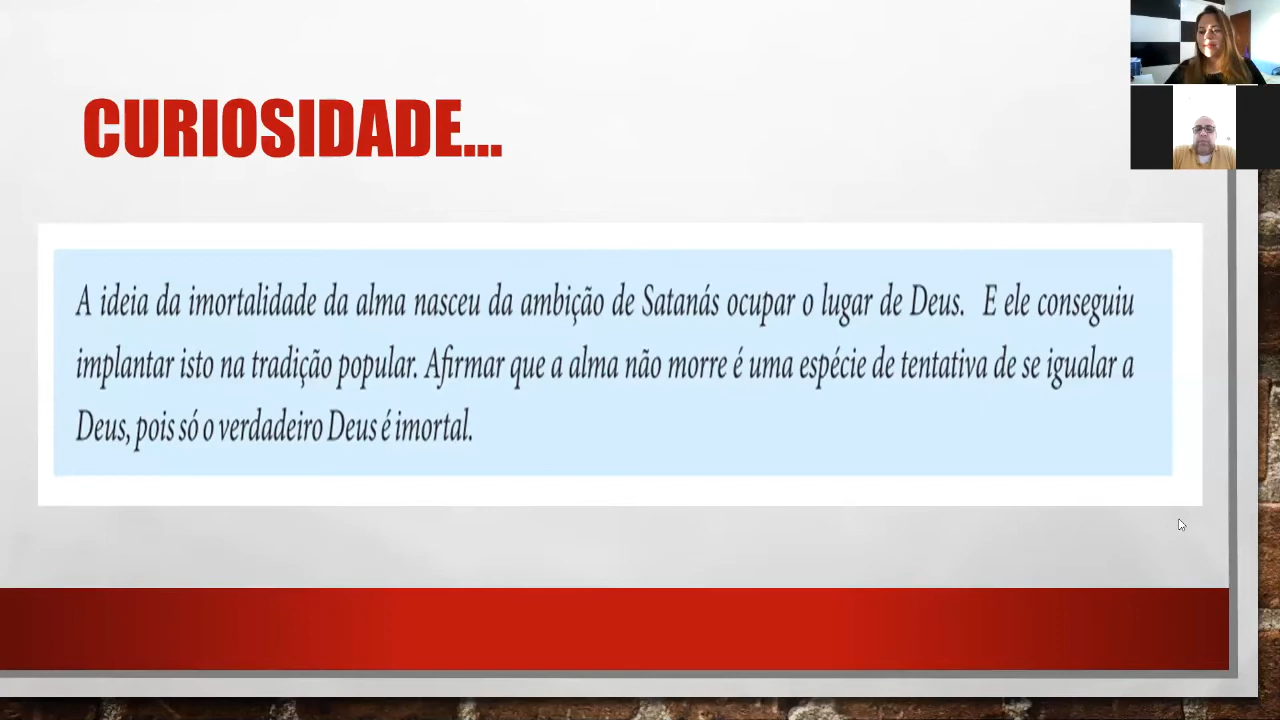 CURIOSIDADE...
A ideia da imortalidade da alma nasceu da ambição de Satanás ocupar o lugar de Deus. E ele conseguiu
implantar isto na tradição popular. Afirmar que a alma não morre é uma espécie de tentativa de se igualar a
Deus, pois só o verdadeiro Deus é imortal.